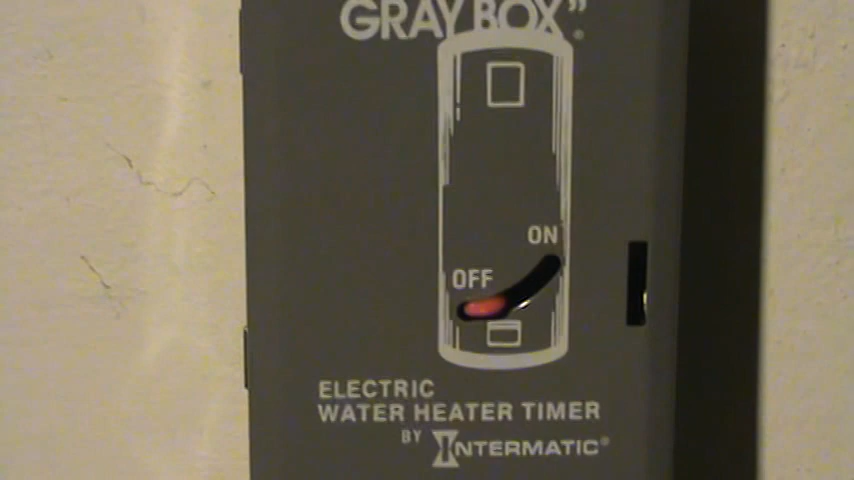 GRAY BOX”®
ON
OFF
ELECTRIC
WATER HEATER TIMER
BY INTERMATIC®